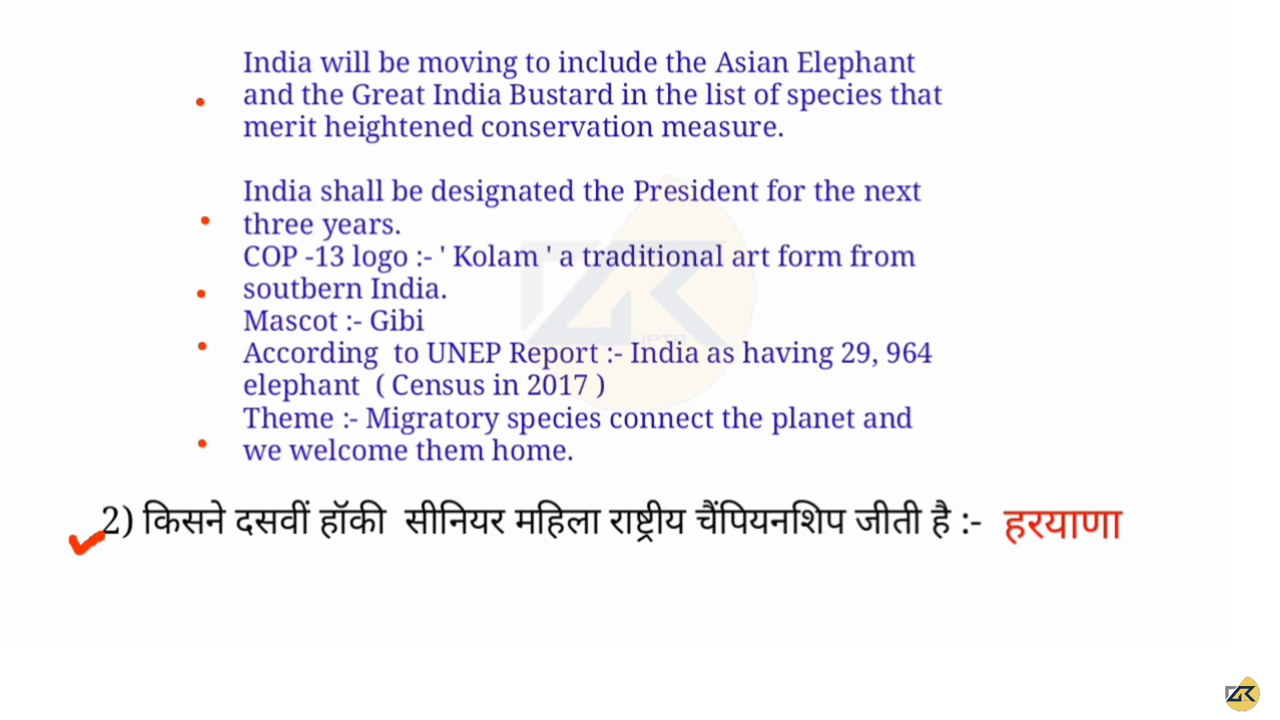 India will be moving to include the Asian Elephant
and the Great India Bustard in the list of species that
merit heightened conservation measure.
India shall be designated the President for the next
three years.
COP -13 logo :- ' Kolam ' a traditional art form from
soutbern India.
Mascot :- Gibi
According to UNEP Report :- India as having 29, 964
elephant ( Census in 2017 )
Theme :- Migratory species connect the planet and
we welcome them home.
2) किसने दसवीं हॉकी सीनियर महिला राष्ट्रीय चैंपियनशिप जीती है :- हरयाणा